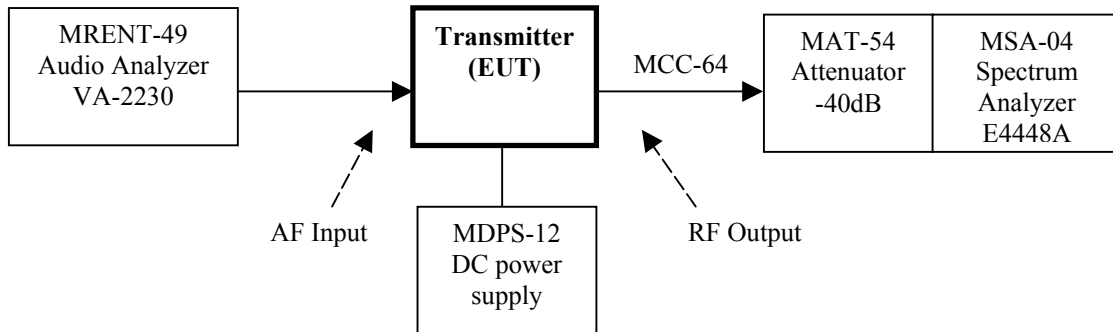 MRENT-49
Audio Analyzer
VA-2230
Transmitter
(EUT)
MCC-64
MAT-54
Attenuator
-40dB
MSA-04
Spectrum
Analyzer
E4448A
AF Input
MDPS-12
DC power
supply
RF Output